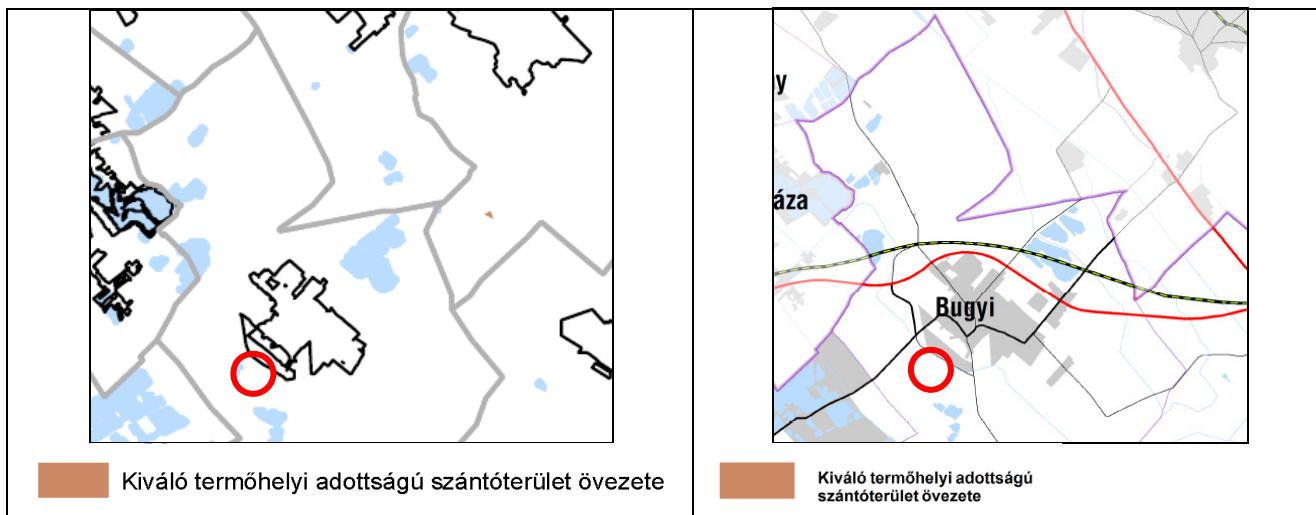 y
áza
Bugyi
Kiváló termőhelyi adottságú szántóterület övezete
Kiváló termőhelyi adottságú
szántóterület övezete